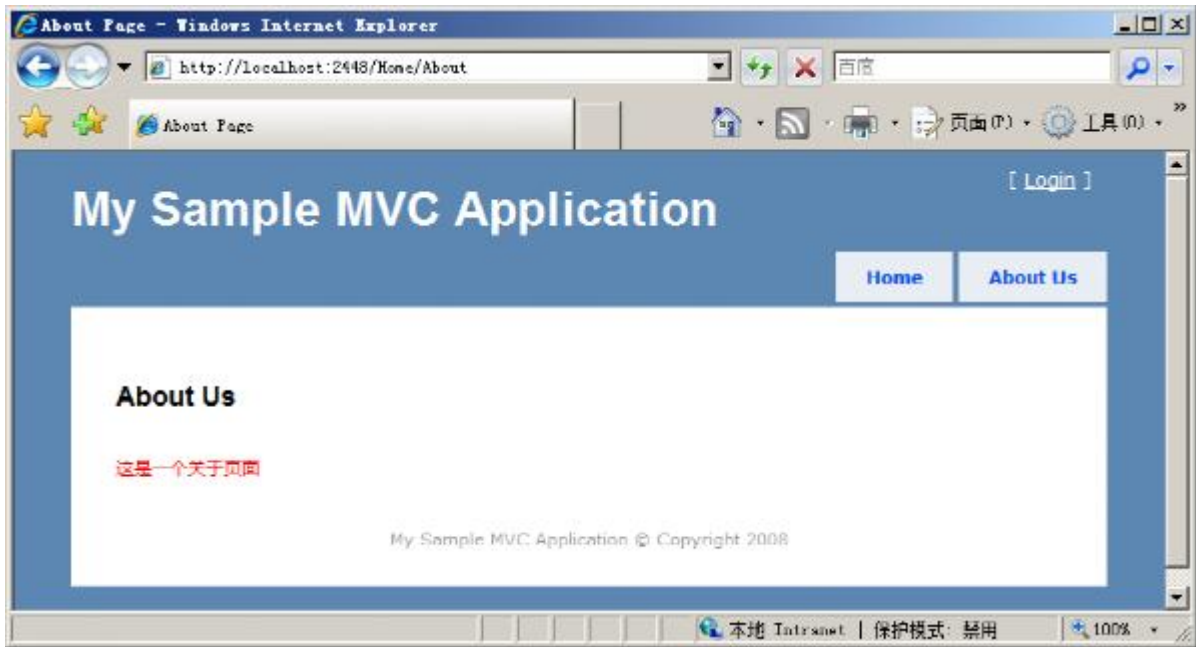 About Page - Windows Internet Explorer
http://localhost:2448/Home/About
百度
About Page
页面(P)
工具(O)
»
[ Login ]
My Sample MVC Application
Home
About Us
About Us
这是一个关于页面
My Sample MVC Application © Copyright 2008
本地 Intranet | 保护模式: 禁用
100%